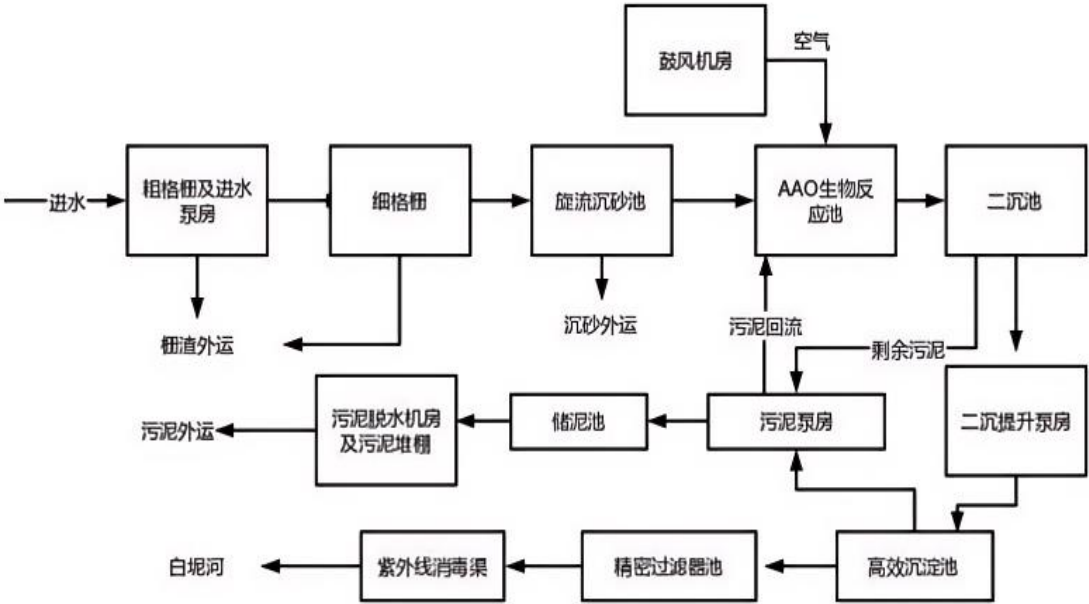 鼓风机房
空气
进水
粗格栅及进水
泵房
细格栅
旋流沉砂池
AAO生物反
应池
二沉池
栅渣外运
沉砂外运
污泥回流
剩余污泥
污泥外运
污泥脱水机房
及污泥堆棚
储泥池
污泥泵房
二沉提升泵房
白坭河
紫外线消毒渠
精密过滤器池
高效沉淀池